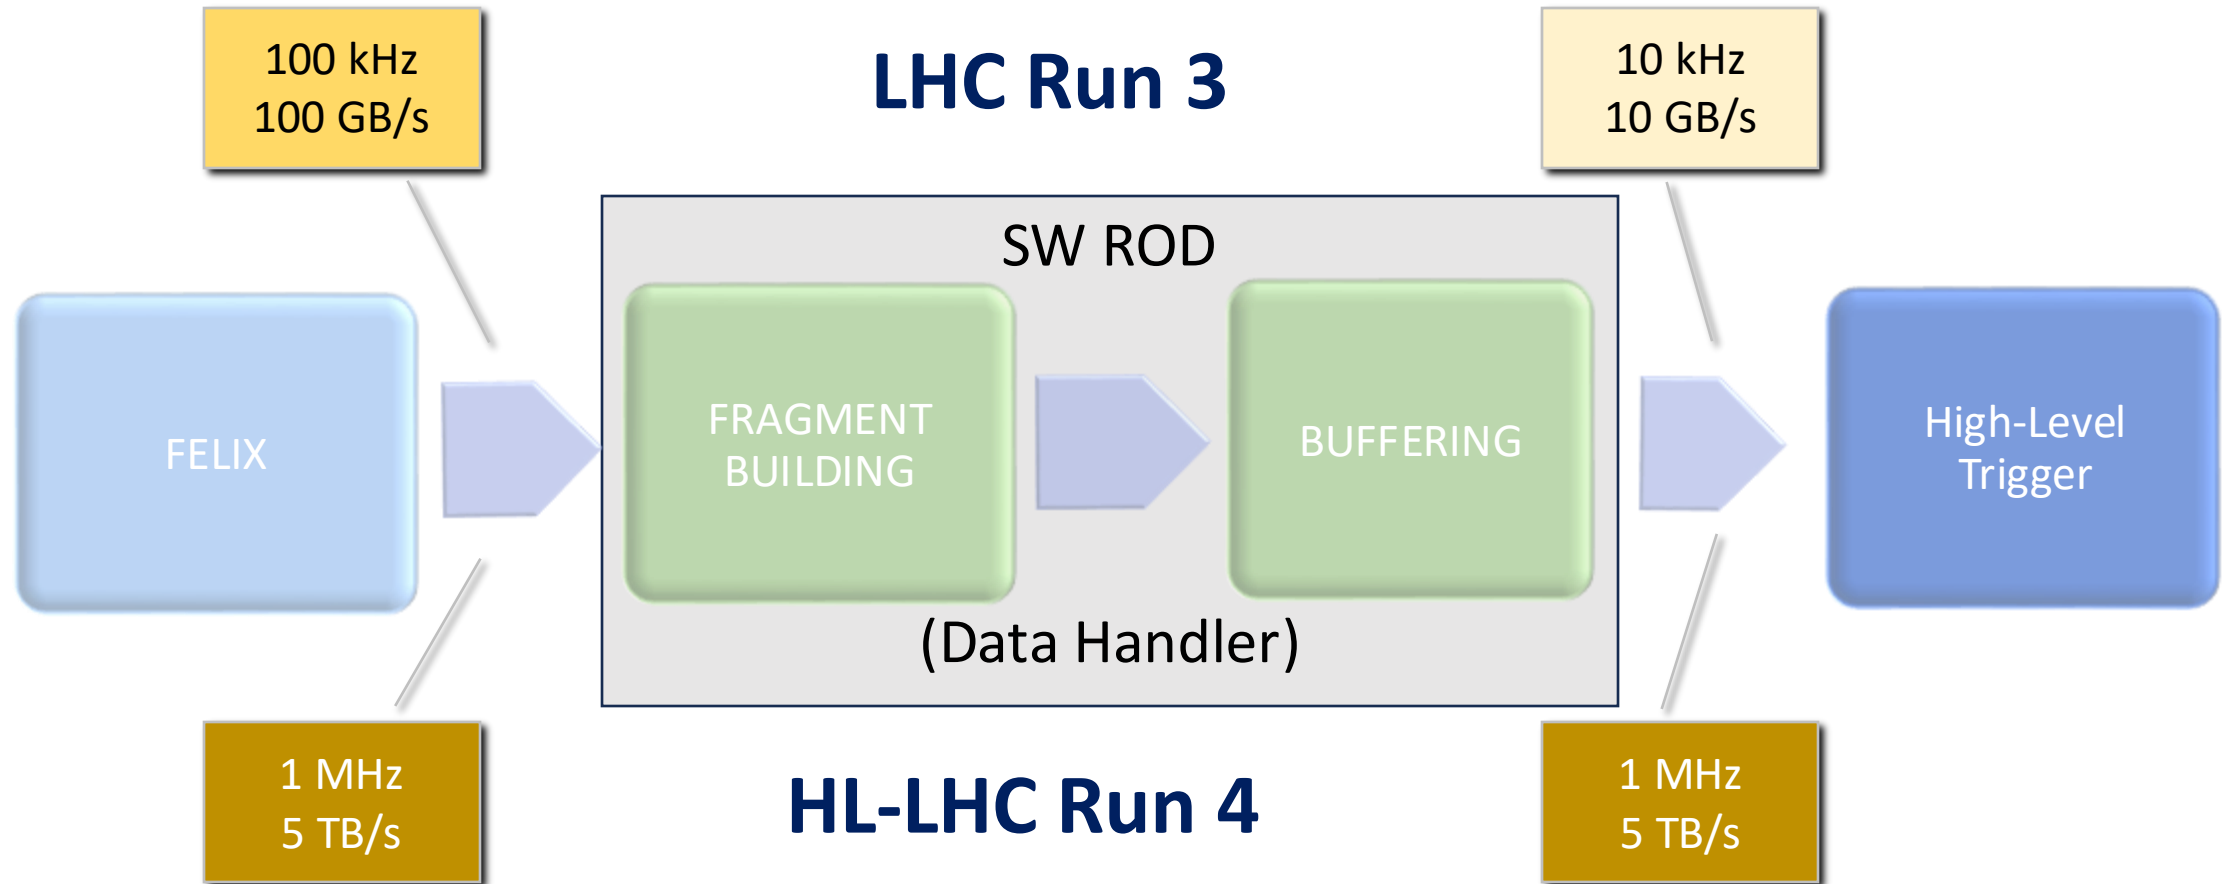 100 kHz
100 GB/s
LHC Run 3
10 kHz
10 GB/s
SW ROD
FELIX
FRAGMENT
BUILDING
BUFFERING
High-Level
Trigger
(Data Handler)
1 MHz
5 TB/s
HL-LHC Run 4
1 MHz
5 TB/s